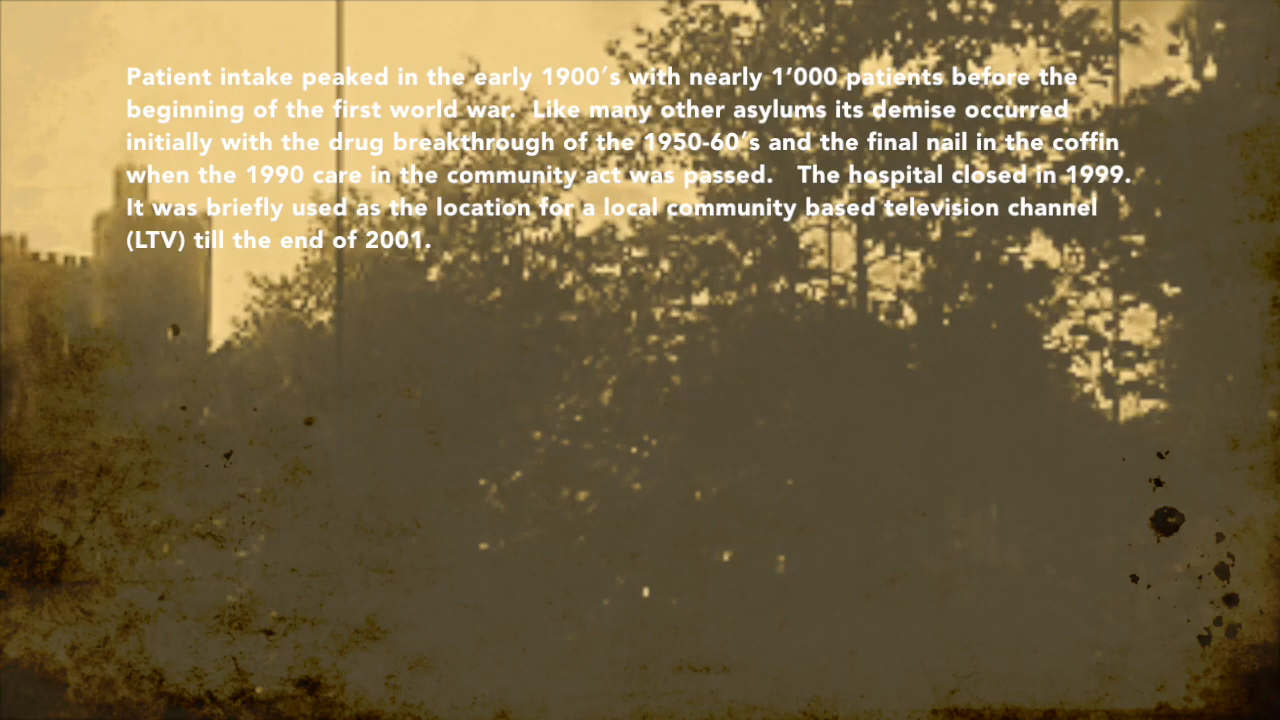 Patient intake peaked in the early 1900's with nearly 1'000 patients before the
beginning of the first world war.  Like many other asylums its demise occurred
initially with the drug breakthrough of the 1950-60's and the final nail in the coffin
when the 1990 care in the community act was passed.   The hospital closed in 1999.
It was briefly used as the location for a local community based television channel
(LTV) till the end of 2001.